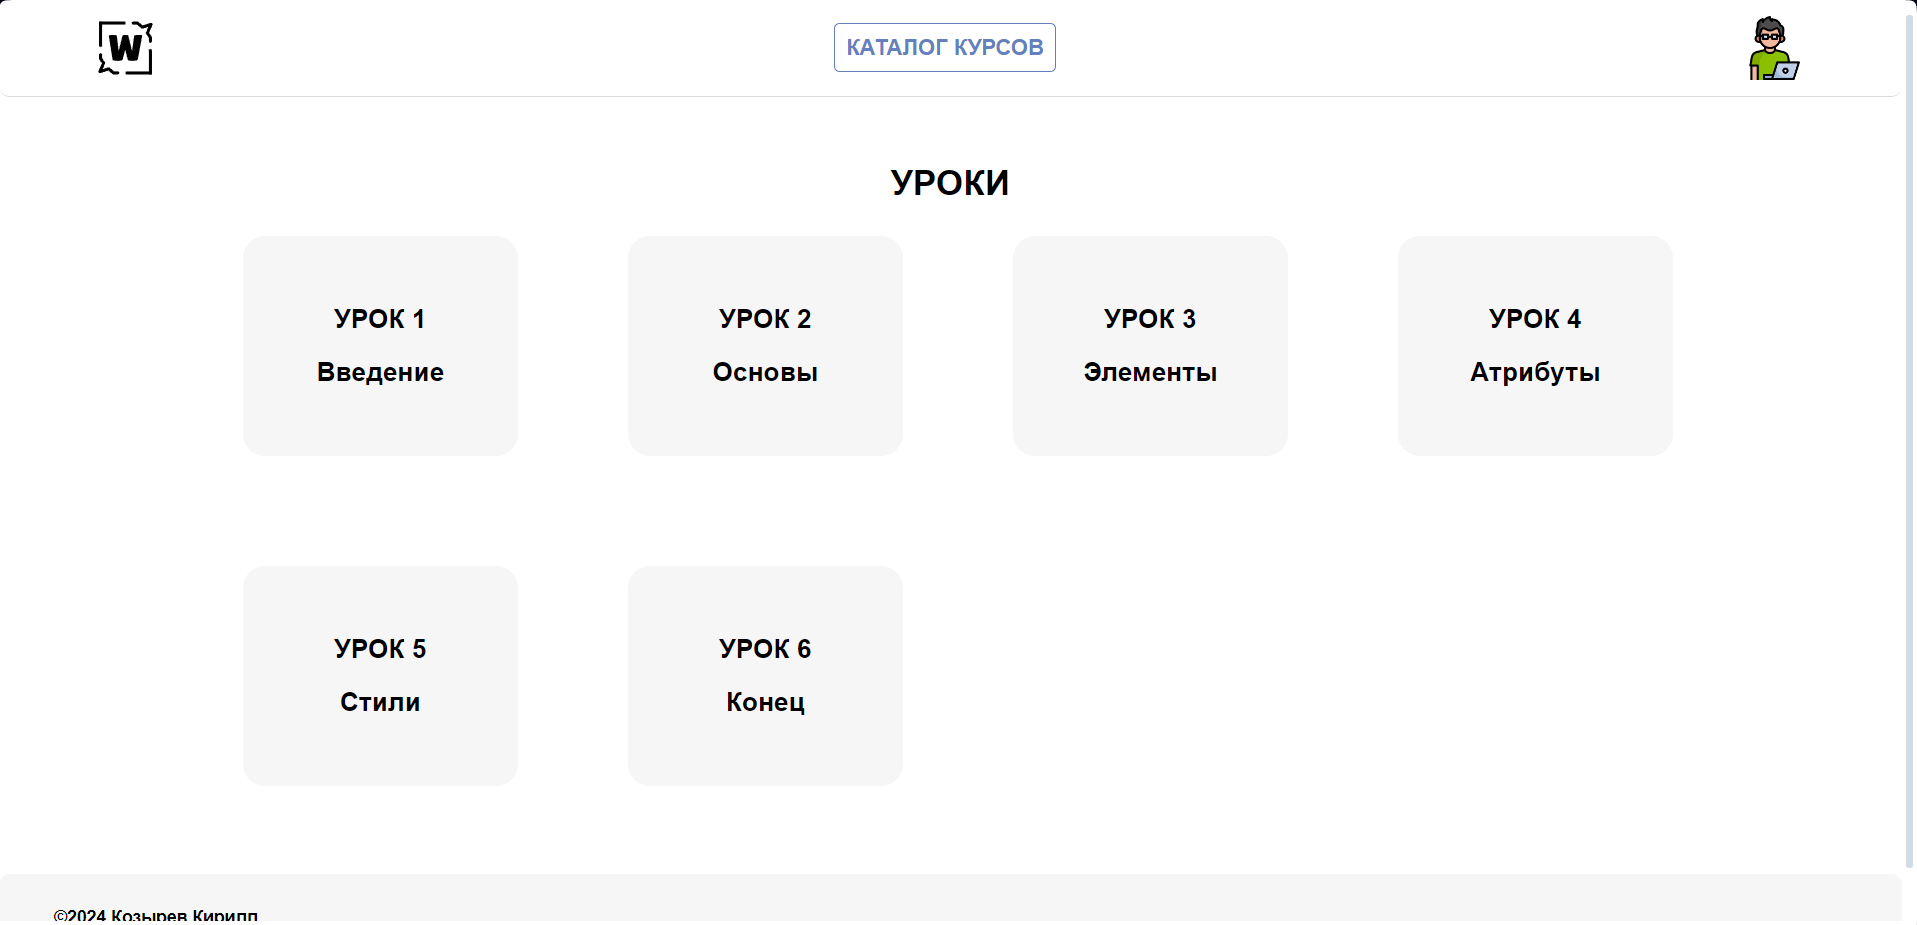 W
КАТАЛОГ КУРСОВ
УРОКИ
УРОК 1
Введение
УРОК 2
Основы
УРОК 3
Элементы
УРОК 4
Атрибуты
УРОК 5
Стили
УРОК 6
Конец
©2024 Козырев Кирилл